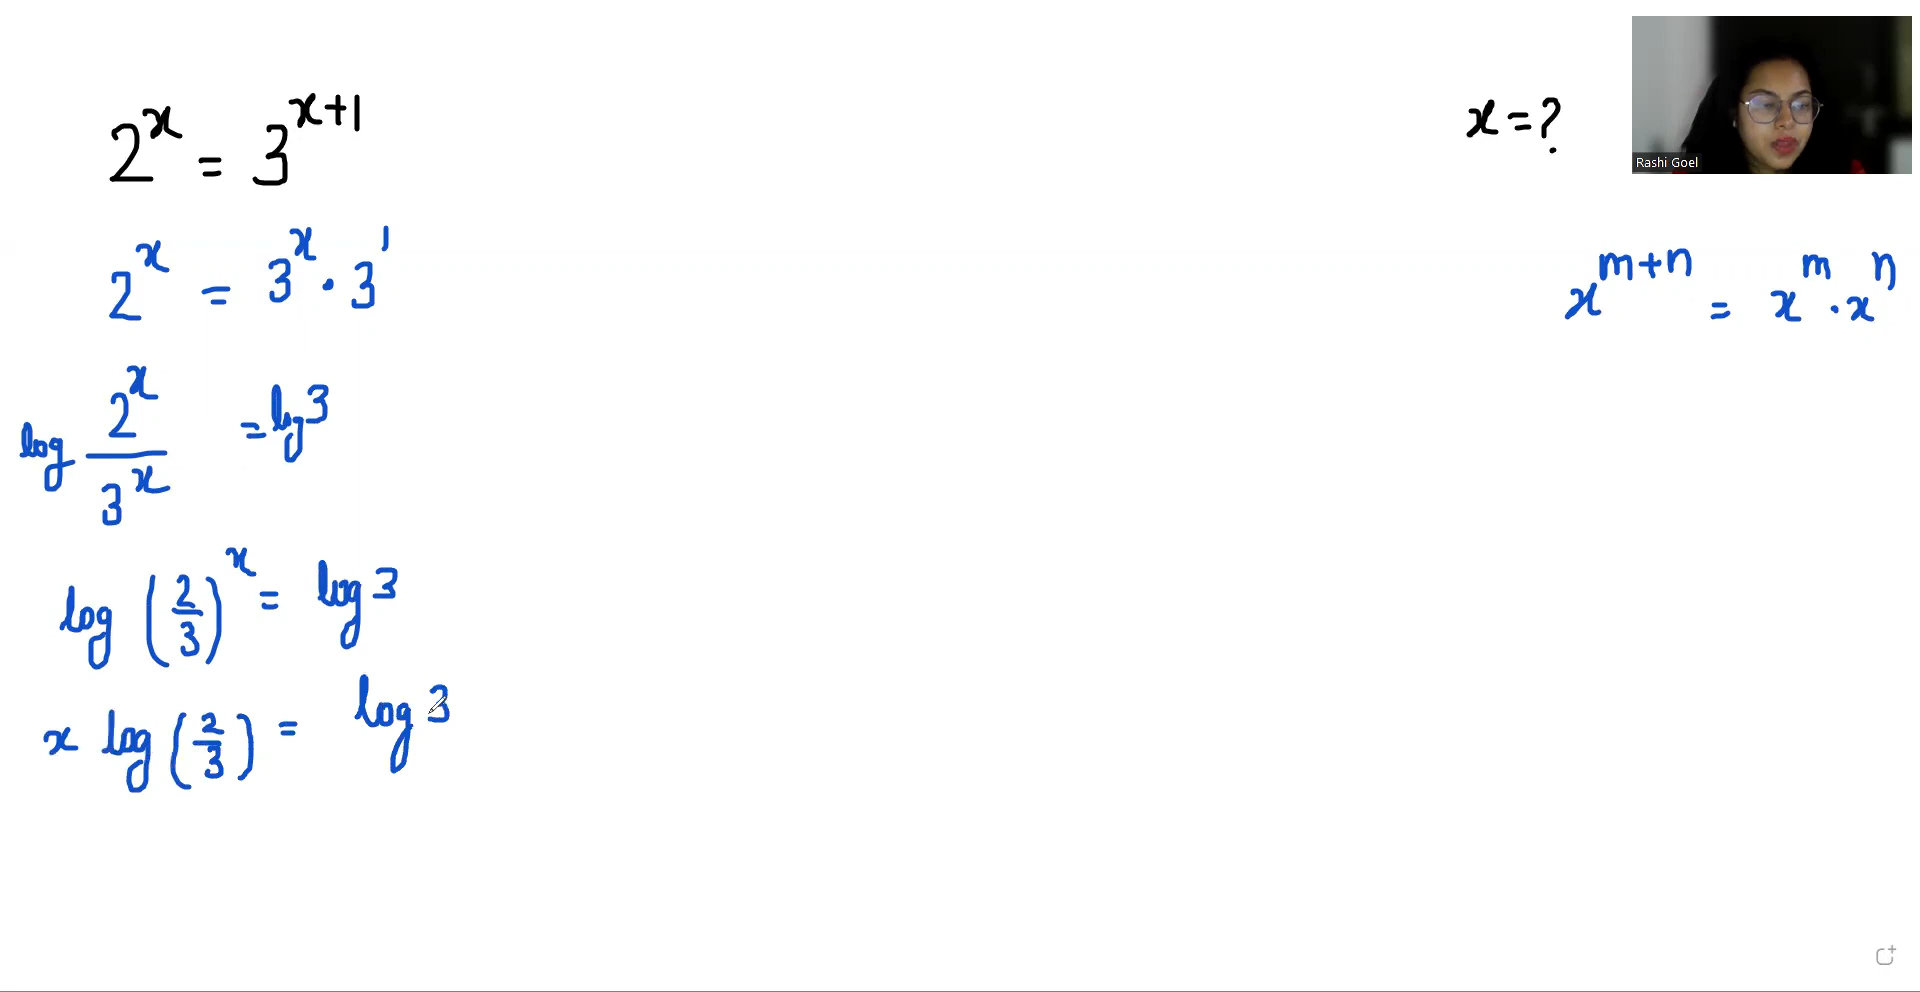 2^x = 3^(x+1)
x = ?
Rashi Goel
2^x = 3^x · 3^1
x^(m+n) = x^m · x^n
log 2^x / 3^x = log 3
log (2/3)^x = log 3
x log (2/3) = log 3